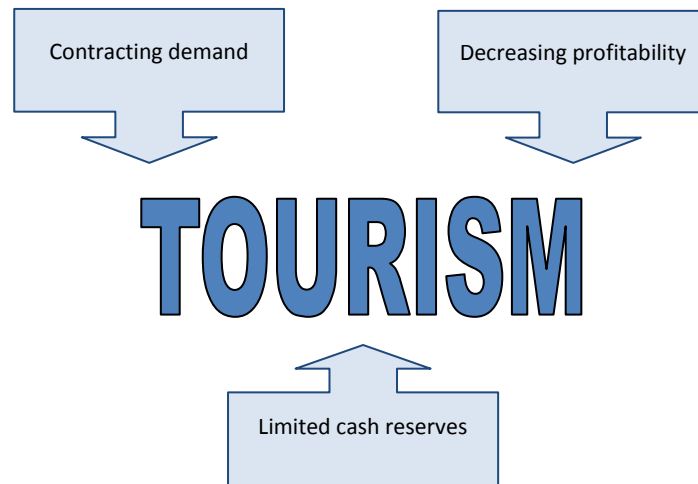 Contracting demand
Decreasing profitability
TOURISM
Limited cash reserves